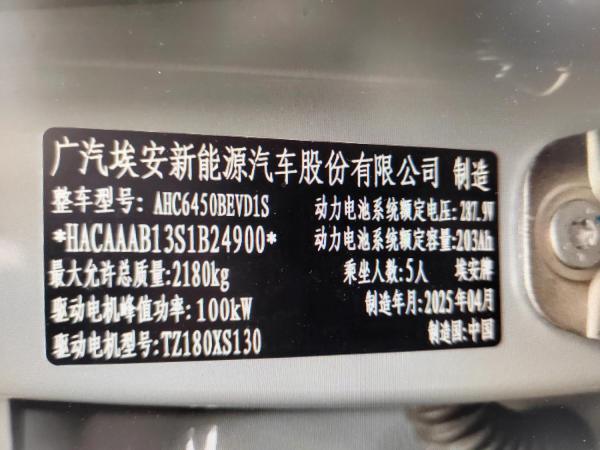 广汽埃安新能源汽车股份有限公司 制造
整车型号: AHC6450BEVD1S 动力电池系统额定电压: 287.9V
*HACAAAB13S1B24900* 动力电池系统额定容量: 203Ah
最大允许总质量: 2180kg 乘坐人数: 5人 埃安牌
驱动电机峰值功率: 100kW 制造年月: 2025年04月
驱动电机型号: TZ180XS130 制造国: 中国